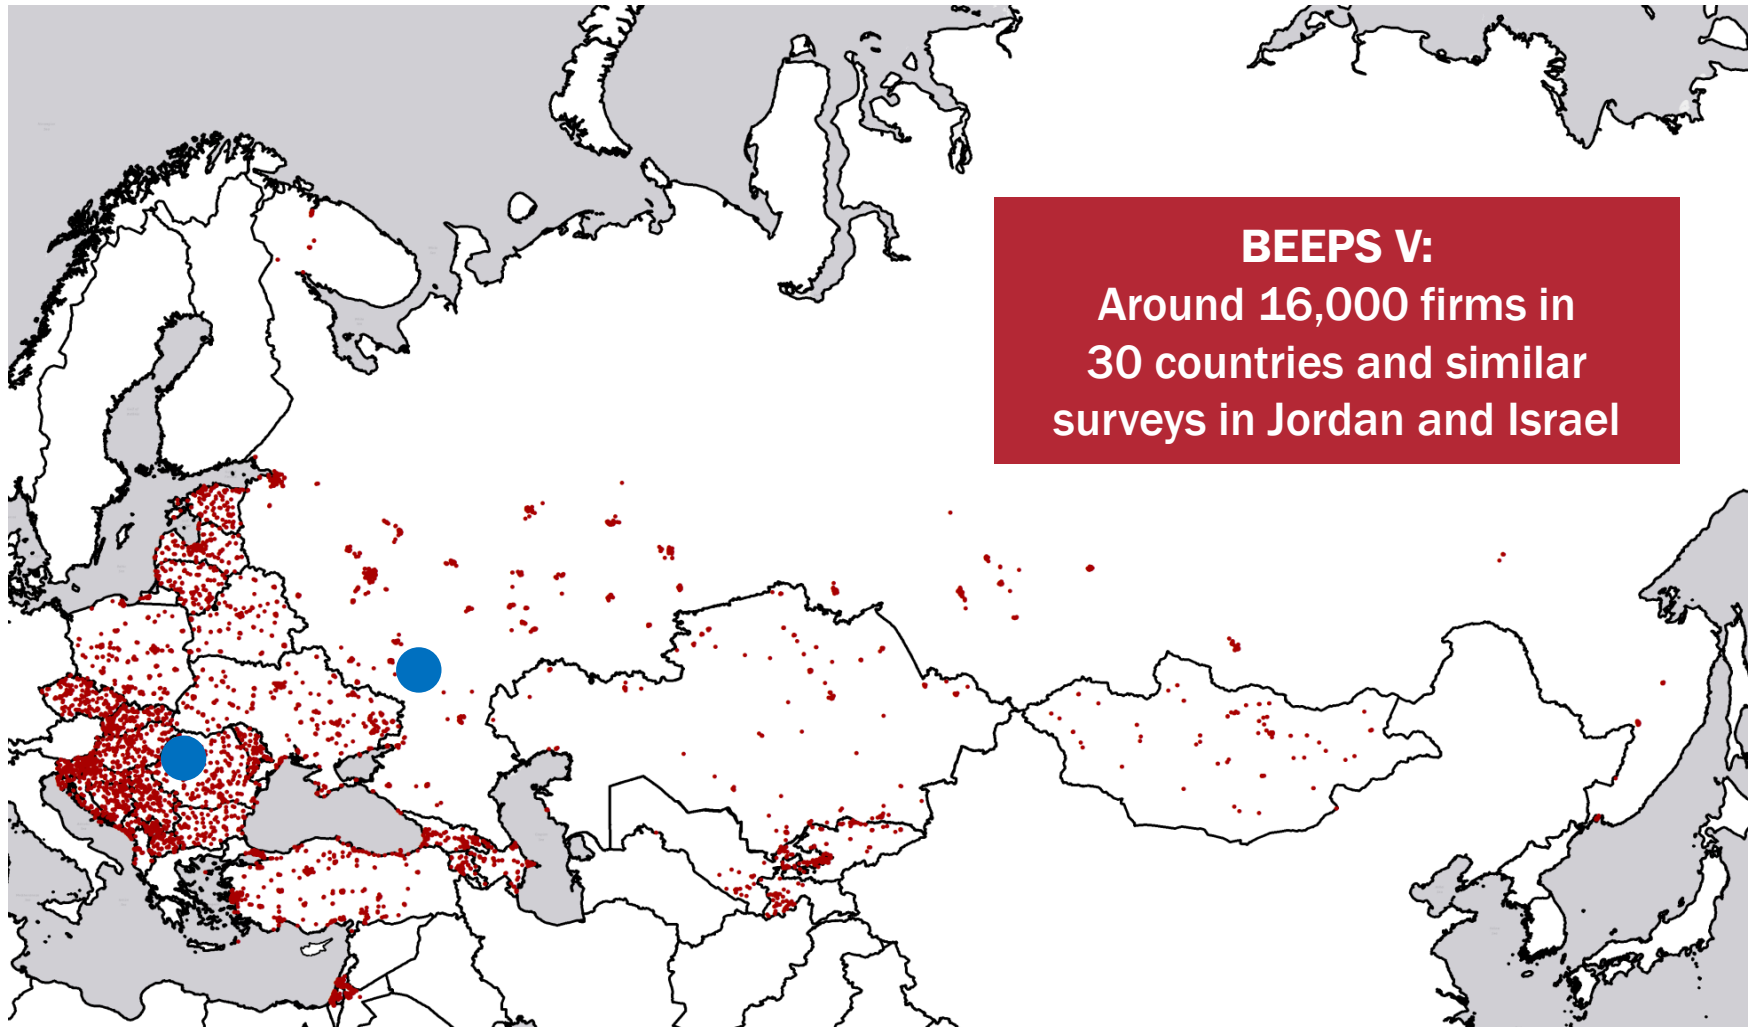 BEEPS V:
Around 16,000 firms in
30 countries and similar
surveys in Jordan and Israel